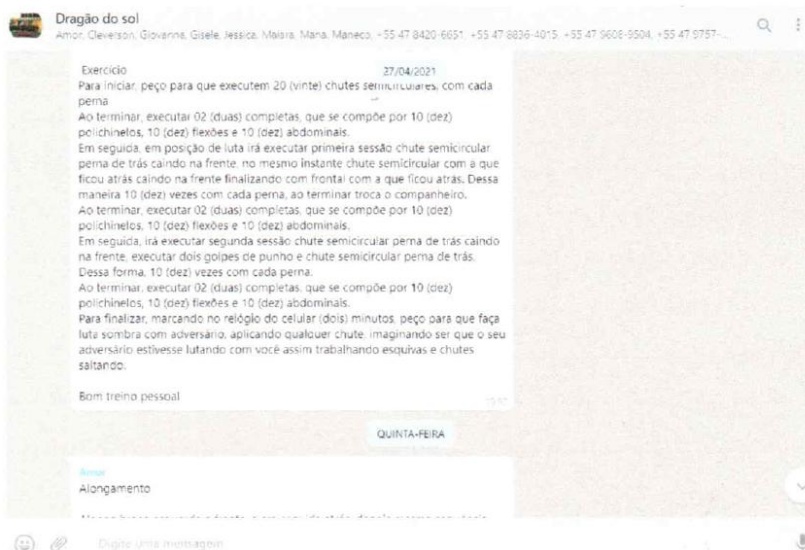 Dragão do sol
Amor, Cleverson, Giovanna, Gisele, Jessica, Maisra, Mana, Maneco, +55 47 8420-6651, +55 47 8836-4015, +55 47 9608-9504, +55 47 9757-...
27/04/2021
Exercício
Para iniciar, peço para que executem 20 (vinte) chutes semicirculares, com cada
perna
Ao terminar, executar 02 (duas) completas, que se compõe por 10 (dez)
polichinelos, 10 (dez) flexões e 10 (dez) abdominais.
Em seguida, em posição de luta irá executar primeira sessão chute semicircular
perna de trás caindo na frente, no mesmo instante chute semicircular com a que
ficou atrás caindo na frente finalizando com frontal com a que ficou atrás. Dessa
maneira 10 (dez) vezes com cada perna, ao terminar troca o companheiro.
Ao terminar, executar 02 (duas) completas, que se compõe por 10 (dez)
polichinelos, 10 (dez) flexões e 10 (dez) abdominais.
Em seguida, irá executar segunda sessão chute semicircular perna de trás caindo
na frente, executar dois golpes de punho e chute semicircular perna de trás.
Dessa forma, 10 (dez) vezes com cada perna.
Ao terminar, executar 02 (duas) completas, que se compõe por 10 (dez)
polichinelos, 10 (dez) flexões e 10 (dez) abdominais.
Para finalizar, marcando no relógio do celular (dois) minutos, peço para que faça
luta sombra com adversário, aplicando qualquer chute, imaginando ser que o seu
adversário estivesse lutando com você assim trabalhando esquivas e chutes
saltando.
Bom treino pessoal
QUINTA-FEIRA
Amor
Alongamento
Digite uma mensagem